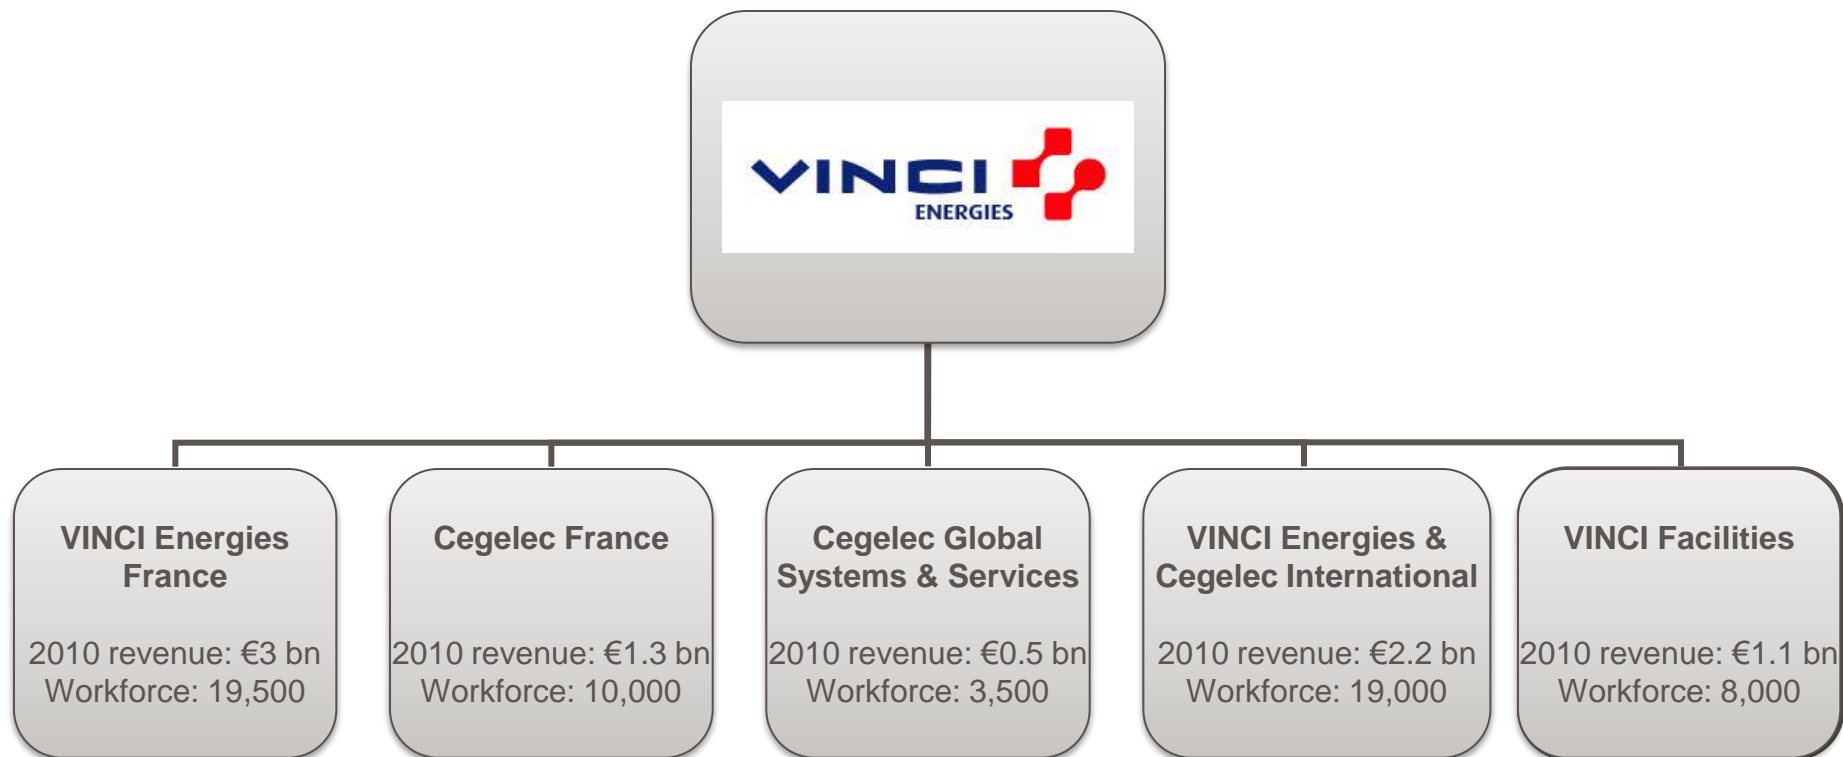 VINCI
ENERGIES
VINCI Energies
France
2010 revenue: €3 bn
Workforce: 19,500
Cegelec France
2010 revenue: €1.3 bn
Workforce: 10,000
Cegelec Global
Systems & Services
2010 revenue: €0.5 bn
Workforce: 3,500
VINCI Energies &
Cegelec International
2010 revenue: €2.2 bn
Workforce: 19,000
VINCI Facilities
2010 revenue: €1.1 bn
Workforce: 8,000